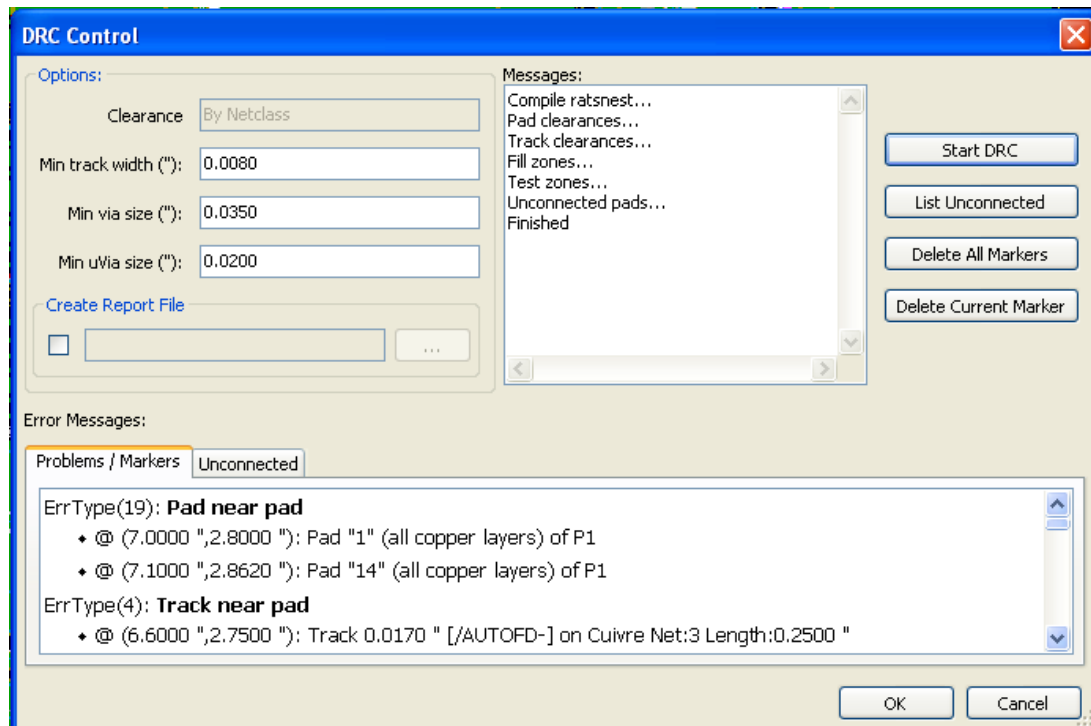 DRC Control
Options:
Clearance By Netclass
Min track width ("): 0.0080
Min via size ("): 0.0350
Min uVia size ("): 0.0200
Create Report File
...
Messages:
Compile ratsnest...
Pad clearances...
Track clearances...
Fill zones...
Test zones...
Unconnected pads...
Finished
Start DRC
List Unconnected
Delete All Markers
Delete Current Marker
Error Messages:
Problems / Markers Unconnected
ErrType(19): Pad near pad
@ (7.0000 ",2.8000 "): Pad "1" (all copper layers) of P1
@ (7.1000 ",2.8620 "): Pad "14" (all copper layers) of P1
ErrType(4): Track near pad
@ (6.6000 ",2.7500 "): Track 0.0170 " [/AUTOFD-] on Cuivre Net:3 Length:0.2500 "
OK Cancel